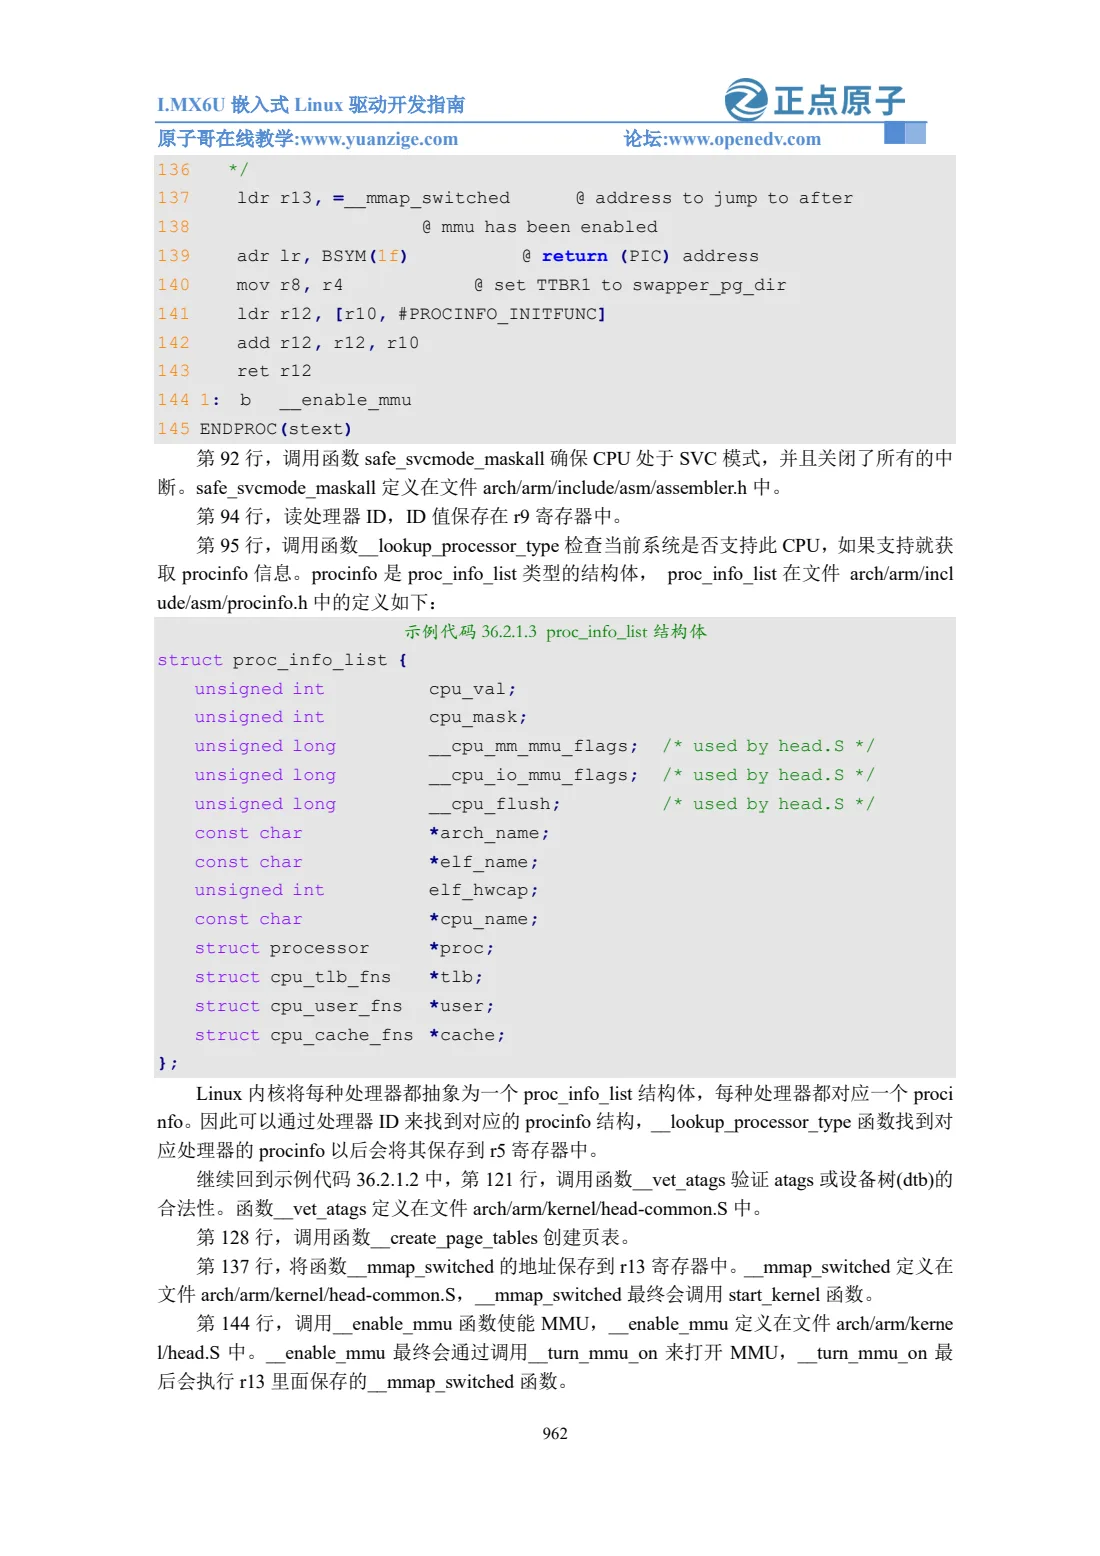 I.MX6U 嵌入式 Linux 驱动开发指南
正点原子
原子哥在线教学:www.yuanzige.com 论坛:www.openedv.com
136 */
137 ldr r13, =__mmap_switched @ address to jump to after
138 @ mmu has been enabled
139 adr lr, BSYM(1f) @ return (PIC) address
140 mov r8, r4 @ set TTBR1 to swapper_pg_dir
141 ldr r12, [r10, #PROCINFO_INITFUNC]
142 add r12, r12, r10
143 ret r12
144 1: b __enable_mmu
145 ENDPROC(stext)
第 92 行，调用函数 safe_svcmode_maskall 确保 CPU 处于 SVC 模式，并且关闭了所有的中
断。safe_svcmode_maskall 定义在文件 arch/arm/include/asm/assembler.h 中。
第 94 行，读处理器 ID，ID 值保存在 r9 寄存器中。
第 95 行，调用函数__lookup_processor_type 检查当前系统是否支持此 CPU，如果支持就获
取 procinfo 信息。procinfo 是 proc_info_list 类型的结构体， proc_info_list 在文件 arch/arm/incl
ude/asm/procinfo.h 中的定义如下：
示例代码 36.2.1.3 proc_info_list 结构体
struct proc_info_list {
unsigned int cpu_val;
unsigned int cpu_mask;
unsigned long __cpu_mm_mmu_flags; /* used by head.S */
unsigned long __cpu_io_mmu_flags; /* used by head.S */
unsigned long __cpu_flush; /* used by head.S */
const char *arch_name;
const char *elf_name;
unsigned int elf_hwcap;
const char *cpu_name;
struct processor *proc;
struct cpu_tlb_fns *tlb;
struct cpu_user_fns *user;
struct cpu_cache_fns *cache;
};
Linux 内核将每种处理器都抽象为一个 proc_info_list 结构体，每种处理器都对应一个 proci
nfo。因此可以通过处理器 ID 来找到对应的 procinfo 结构，__lookup_processor_type 函数找到对
应处理器的 procinfo 以后会将其保存到 r5 寄存器中。
继续回到示例代码 36.2.1.2 中，第 121 行，调用函数__vet_atags 验证 atags 或设备树(dtb)的
合法性。函数__vet_atags 定义在文件 arch/arm/kernel/head-common.S 中。
第 128 行，调用函数__create_page_tables 创建页表。
第 137 行，将函数__mmap_switched 的地址保存到 r13 寄存器中。__mmap_switched 定义在
文件 arch/arm/kernel/head-common.S，__mmap_switched 最终会调用 start_kernel 函数。
第 144 行，调用__enable_mmu 函数使能 MMU，__enable_mmu 定义在文件 arch/arm/kerne
l/head.S 中。__enable_mmu 最终会通过调用__turn_mmu_on 来打开 MMU，__turn_mmu_on 最
后会执行 r13 里面保存的__mmap_switched 函数。
962